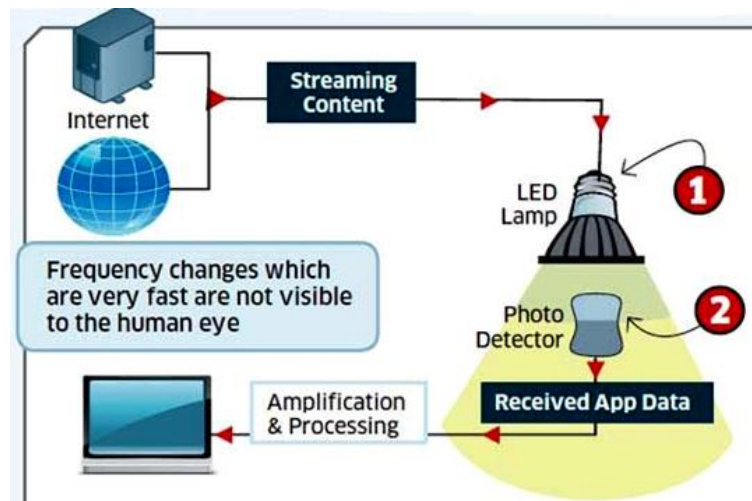 Streaming
Content
Internet
LED
Lamp
1
Frequency changes which
are very fast are not visible
to the human eye
Photo
Detector
2
Received App Data
Amplification
& Processing